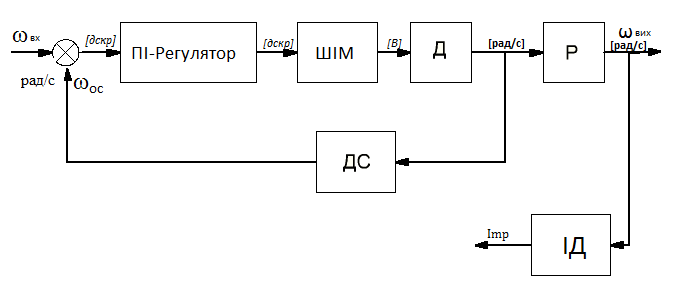 ωвх
[дскр]
ПІ-Регулятор
[дскр]
ШІМ
[В]
Д
[рад/с]
Р
ωвих
[рад/с]
рад/с
ωос
ДС
Imp
ІД